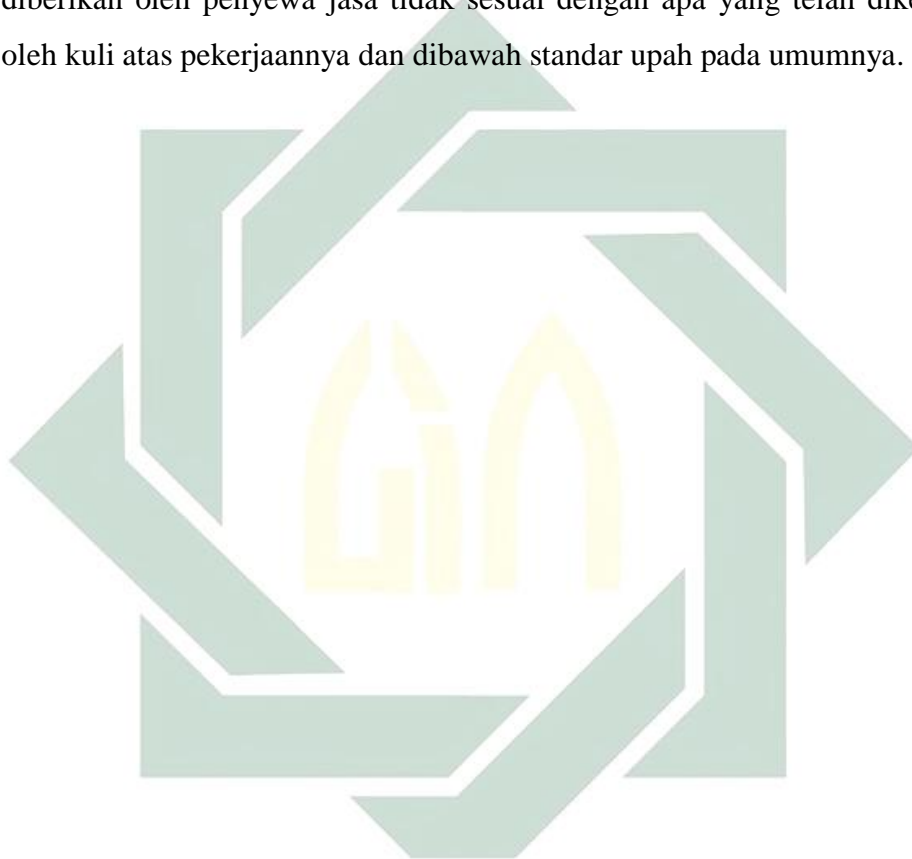 diberikan oleh penyewa jasa tidak sesuai dengan apa yang telah
oleh kuli atas pekerjaannya dan dibawah standar upah pada umumnya.